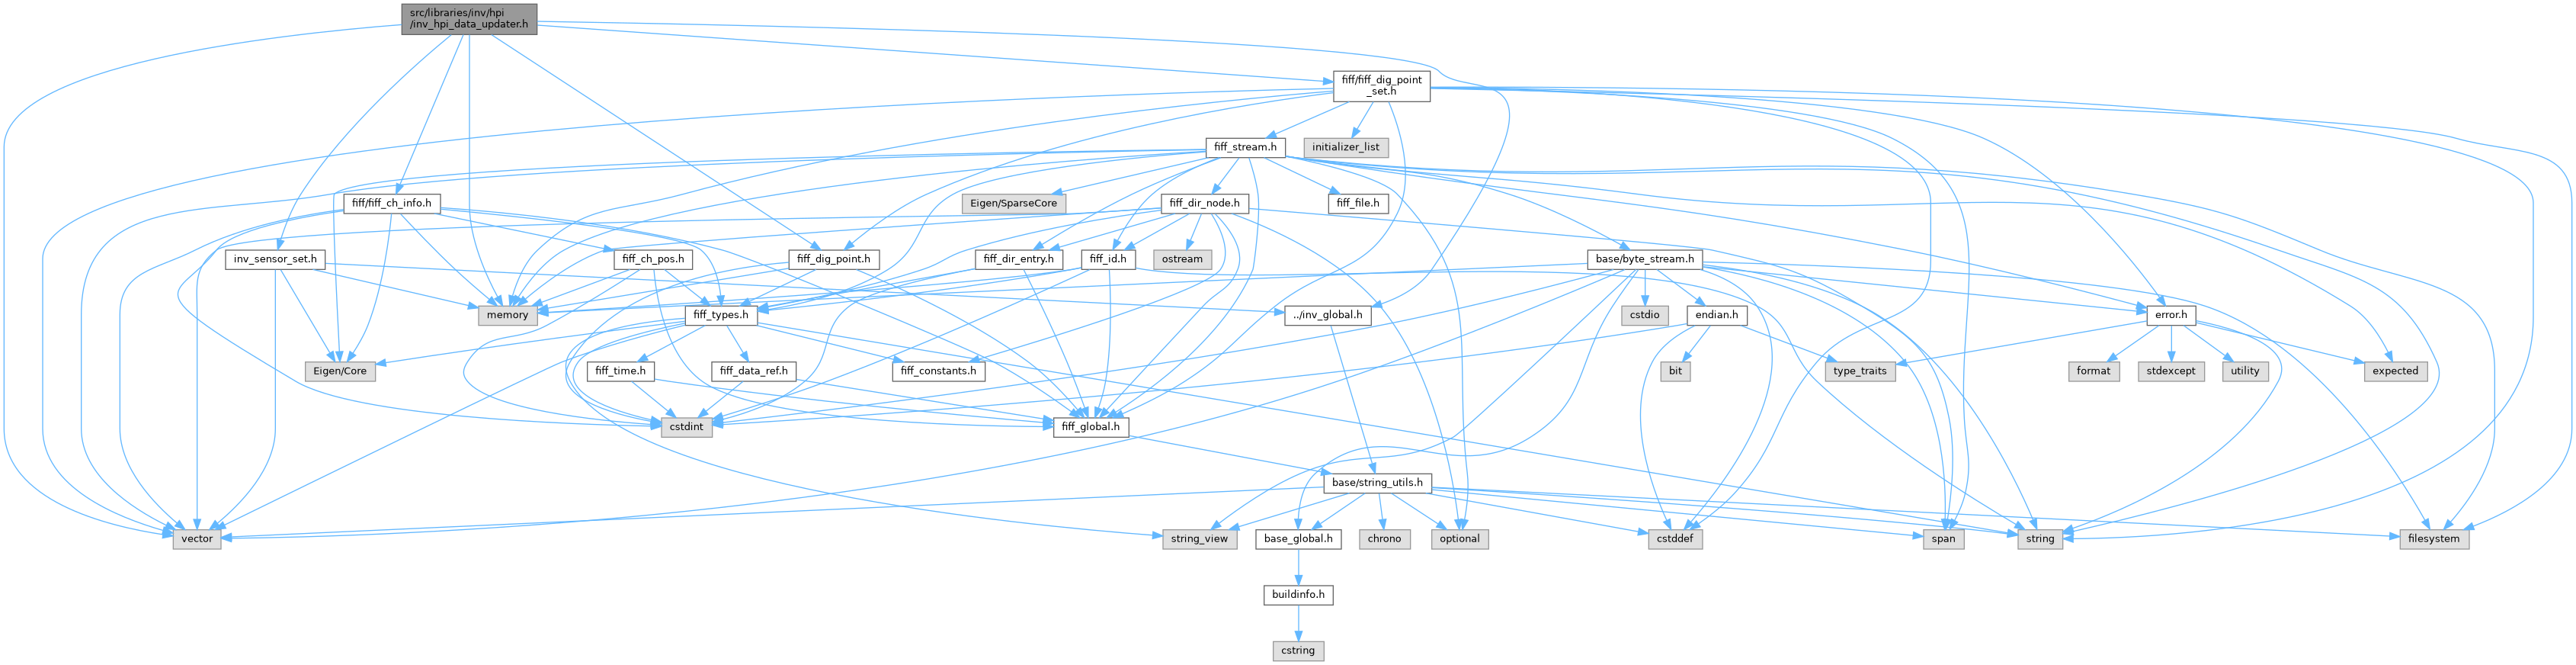 src/libraries/inv/hpi
/inv_hpi_data_updater.h
fiff/fiff_dig_point
_set.h
fiff_stream.h
initializer_list
fiff/fiff_ch_info.h
Eigen/SparseCore
fiff_dir_node.h
fiff_file.h
inv_sensor_set.h
fiff_ch_pos.h
fiff_dig_point.h
fiff_dir_entry.h
fiff_id.h
ostream
base/byte_stream.h
memory
fiff_types.h
../inv_global.h
cstdio
endian.h
error.h
Eigen/Core
fiff_time.h
fiff_data_ref.h
fiff_constants.h
bit
type_traits
format
stdexcept
utility
expected
cstdint
fiff_global.h
base/string_utils.h
vector
string_view
base_global.h
chrono
optional
cstddef
span
string
filesystem
buildinfo.h
cstring